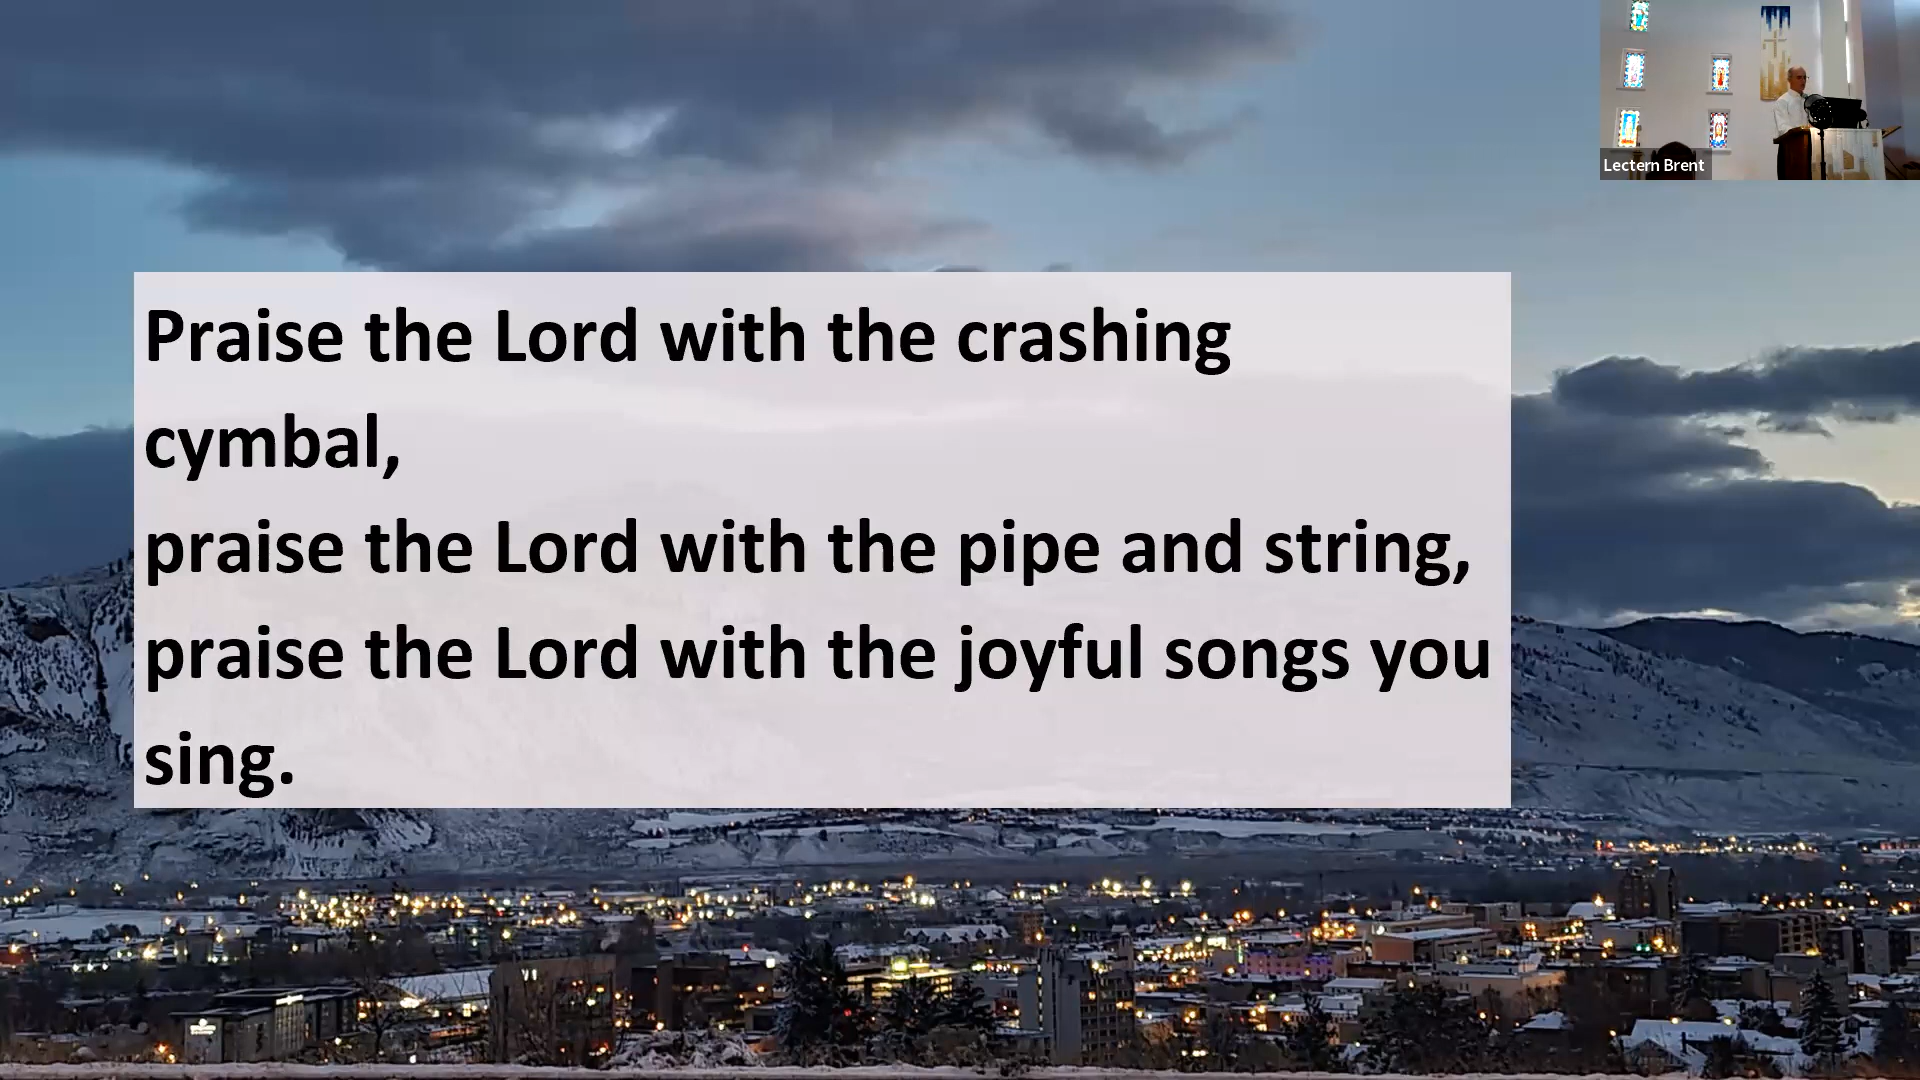 Lectern Brent
Praise the Lord with the crashing
cymbal,
praise the Lord with the pipe and string,
praise the Lord with the joyful songs you
sing.